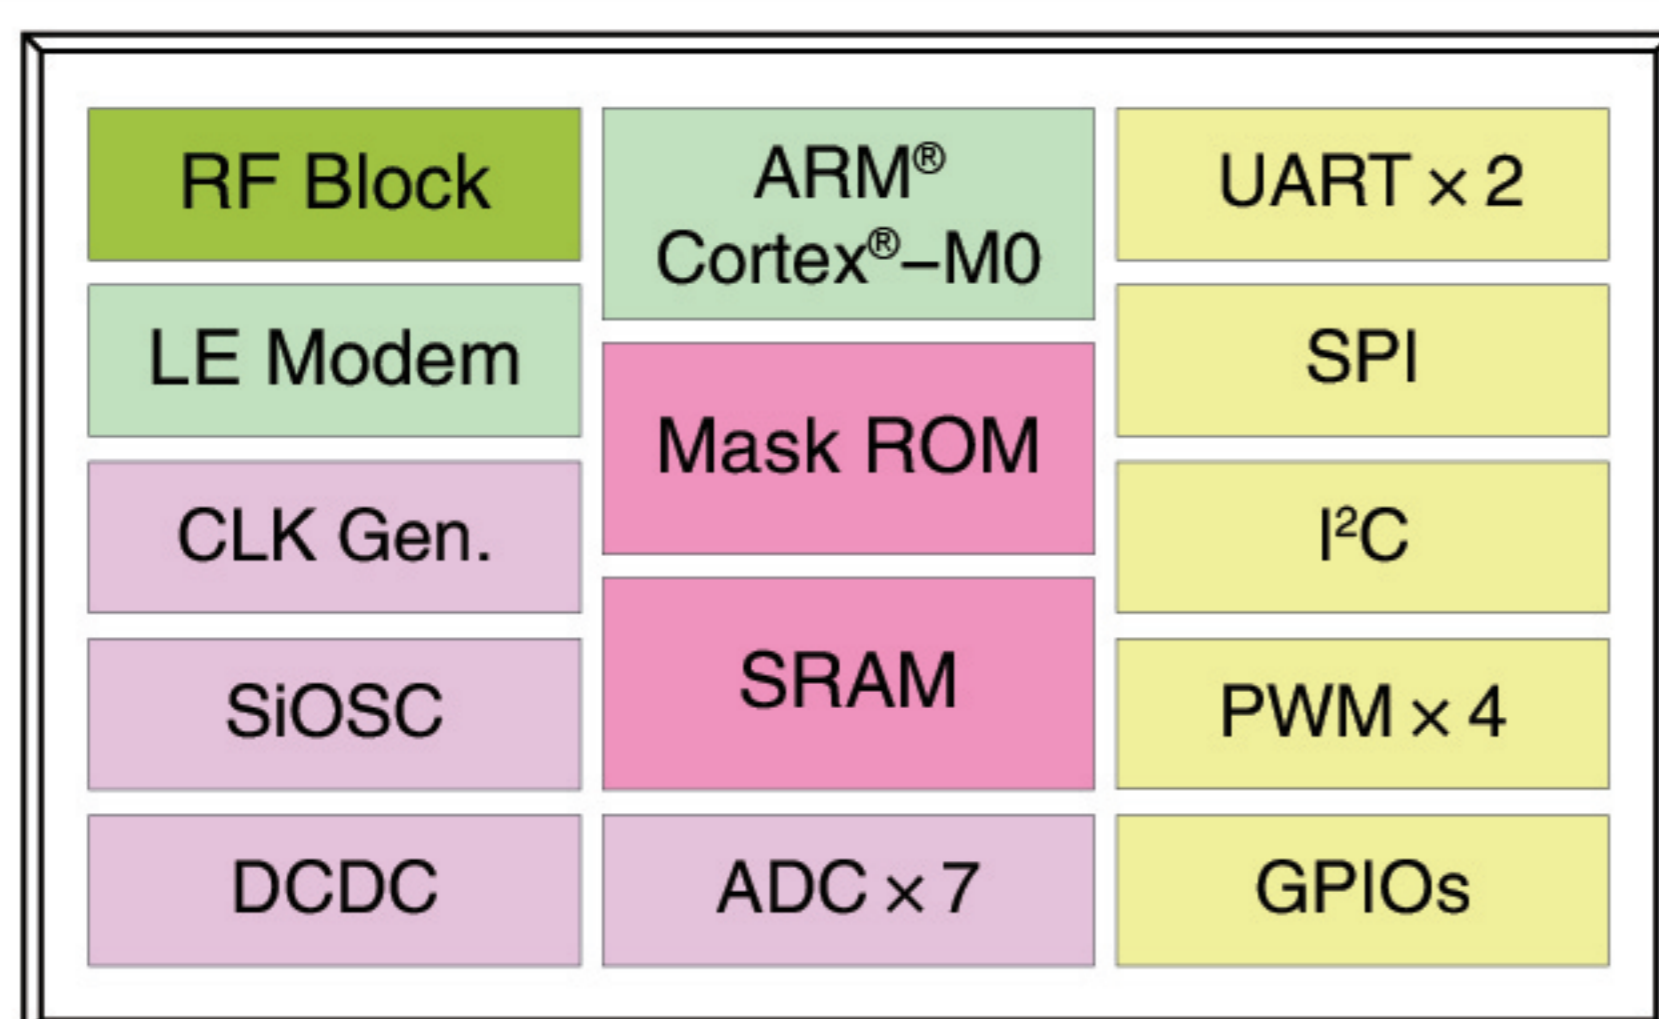 RF Block
LE Modem
CLK Gen.
SiOSC
DCDC
ARM®
Cortex®–M0
Mask ROM
SRAM
ADC × 7
UART × 2
SPI
I²C
PWM × 4
GPIOs